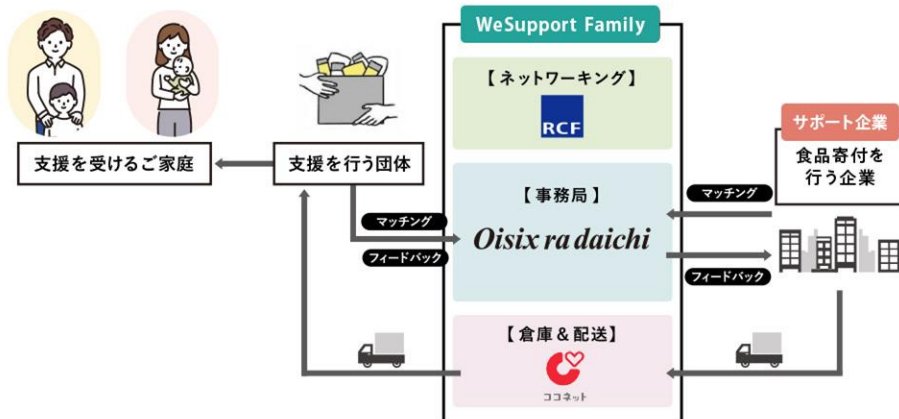 WeSupport Family
【ネットワーキング】
RCF
サポート企業
食品寄付を
行う企業
支援を受けるご家庭
支援を行う団体
【事務局】
Oisix ra daichi
マッチング
フィードバック
マッチング
フィードバック
【倉庫&配送】
ココネット